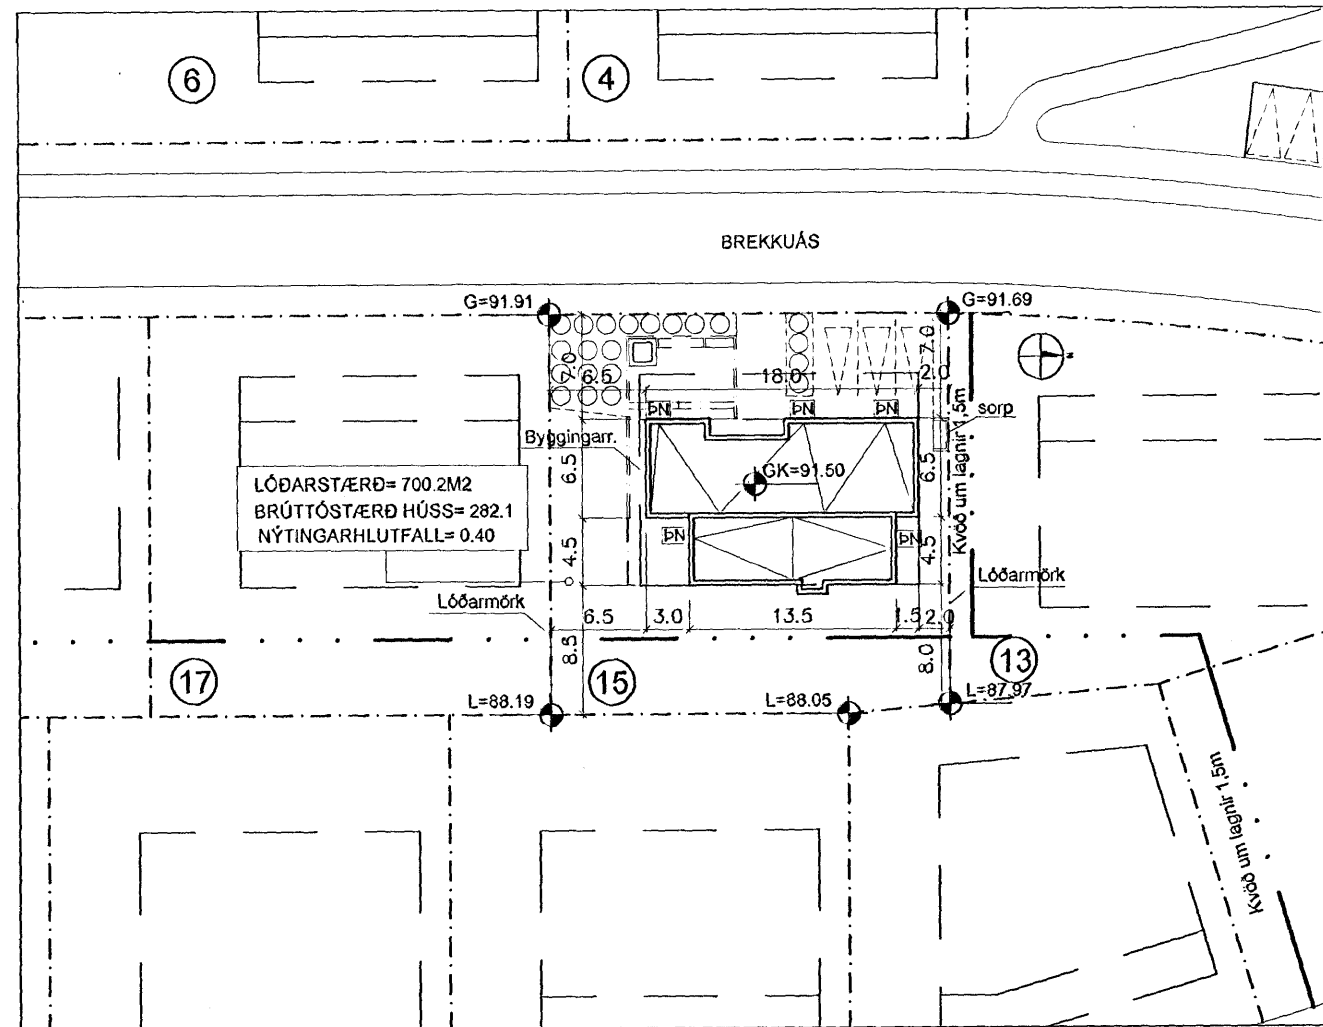 6
4
BREKKUÁS
G=91.91
G=91.69
7.0
7.0
N
6.5
18.0
2.0
ÞN
ÞN
ÞN
sorp
Byggingarr.
Kvöð um lagnir 1,5m
6.5
GK=91.50
6.5
LÓÐARSTÆRÐ= 700.2M2
BRÚTTÓSTÆRÐ HÚSS= 282.1
NÝTINGARHLUTFALL= 0.40
ÞN
ÞN
4.5
4.5
Lóðarmörk
Lóðarmörk
6.5
3.0
13.5
1.5
2.0
8.5
8.0
17
15
13
L=88.19
L=88.05
L=87.97
Kvöð um lagnir 1,5m